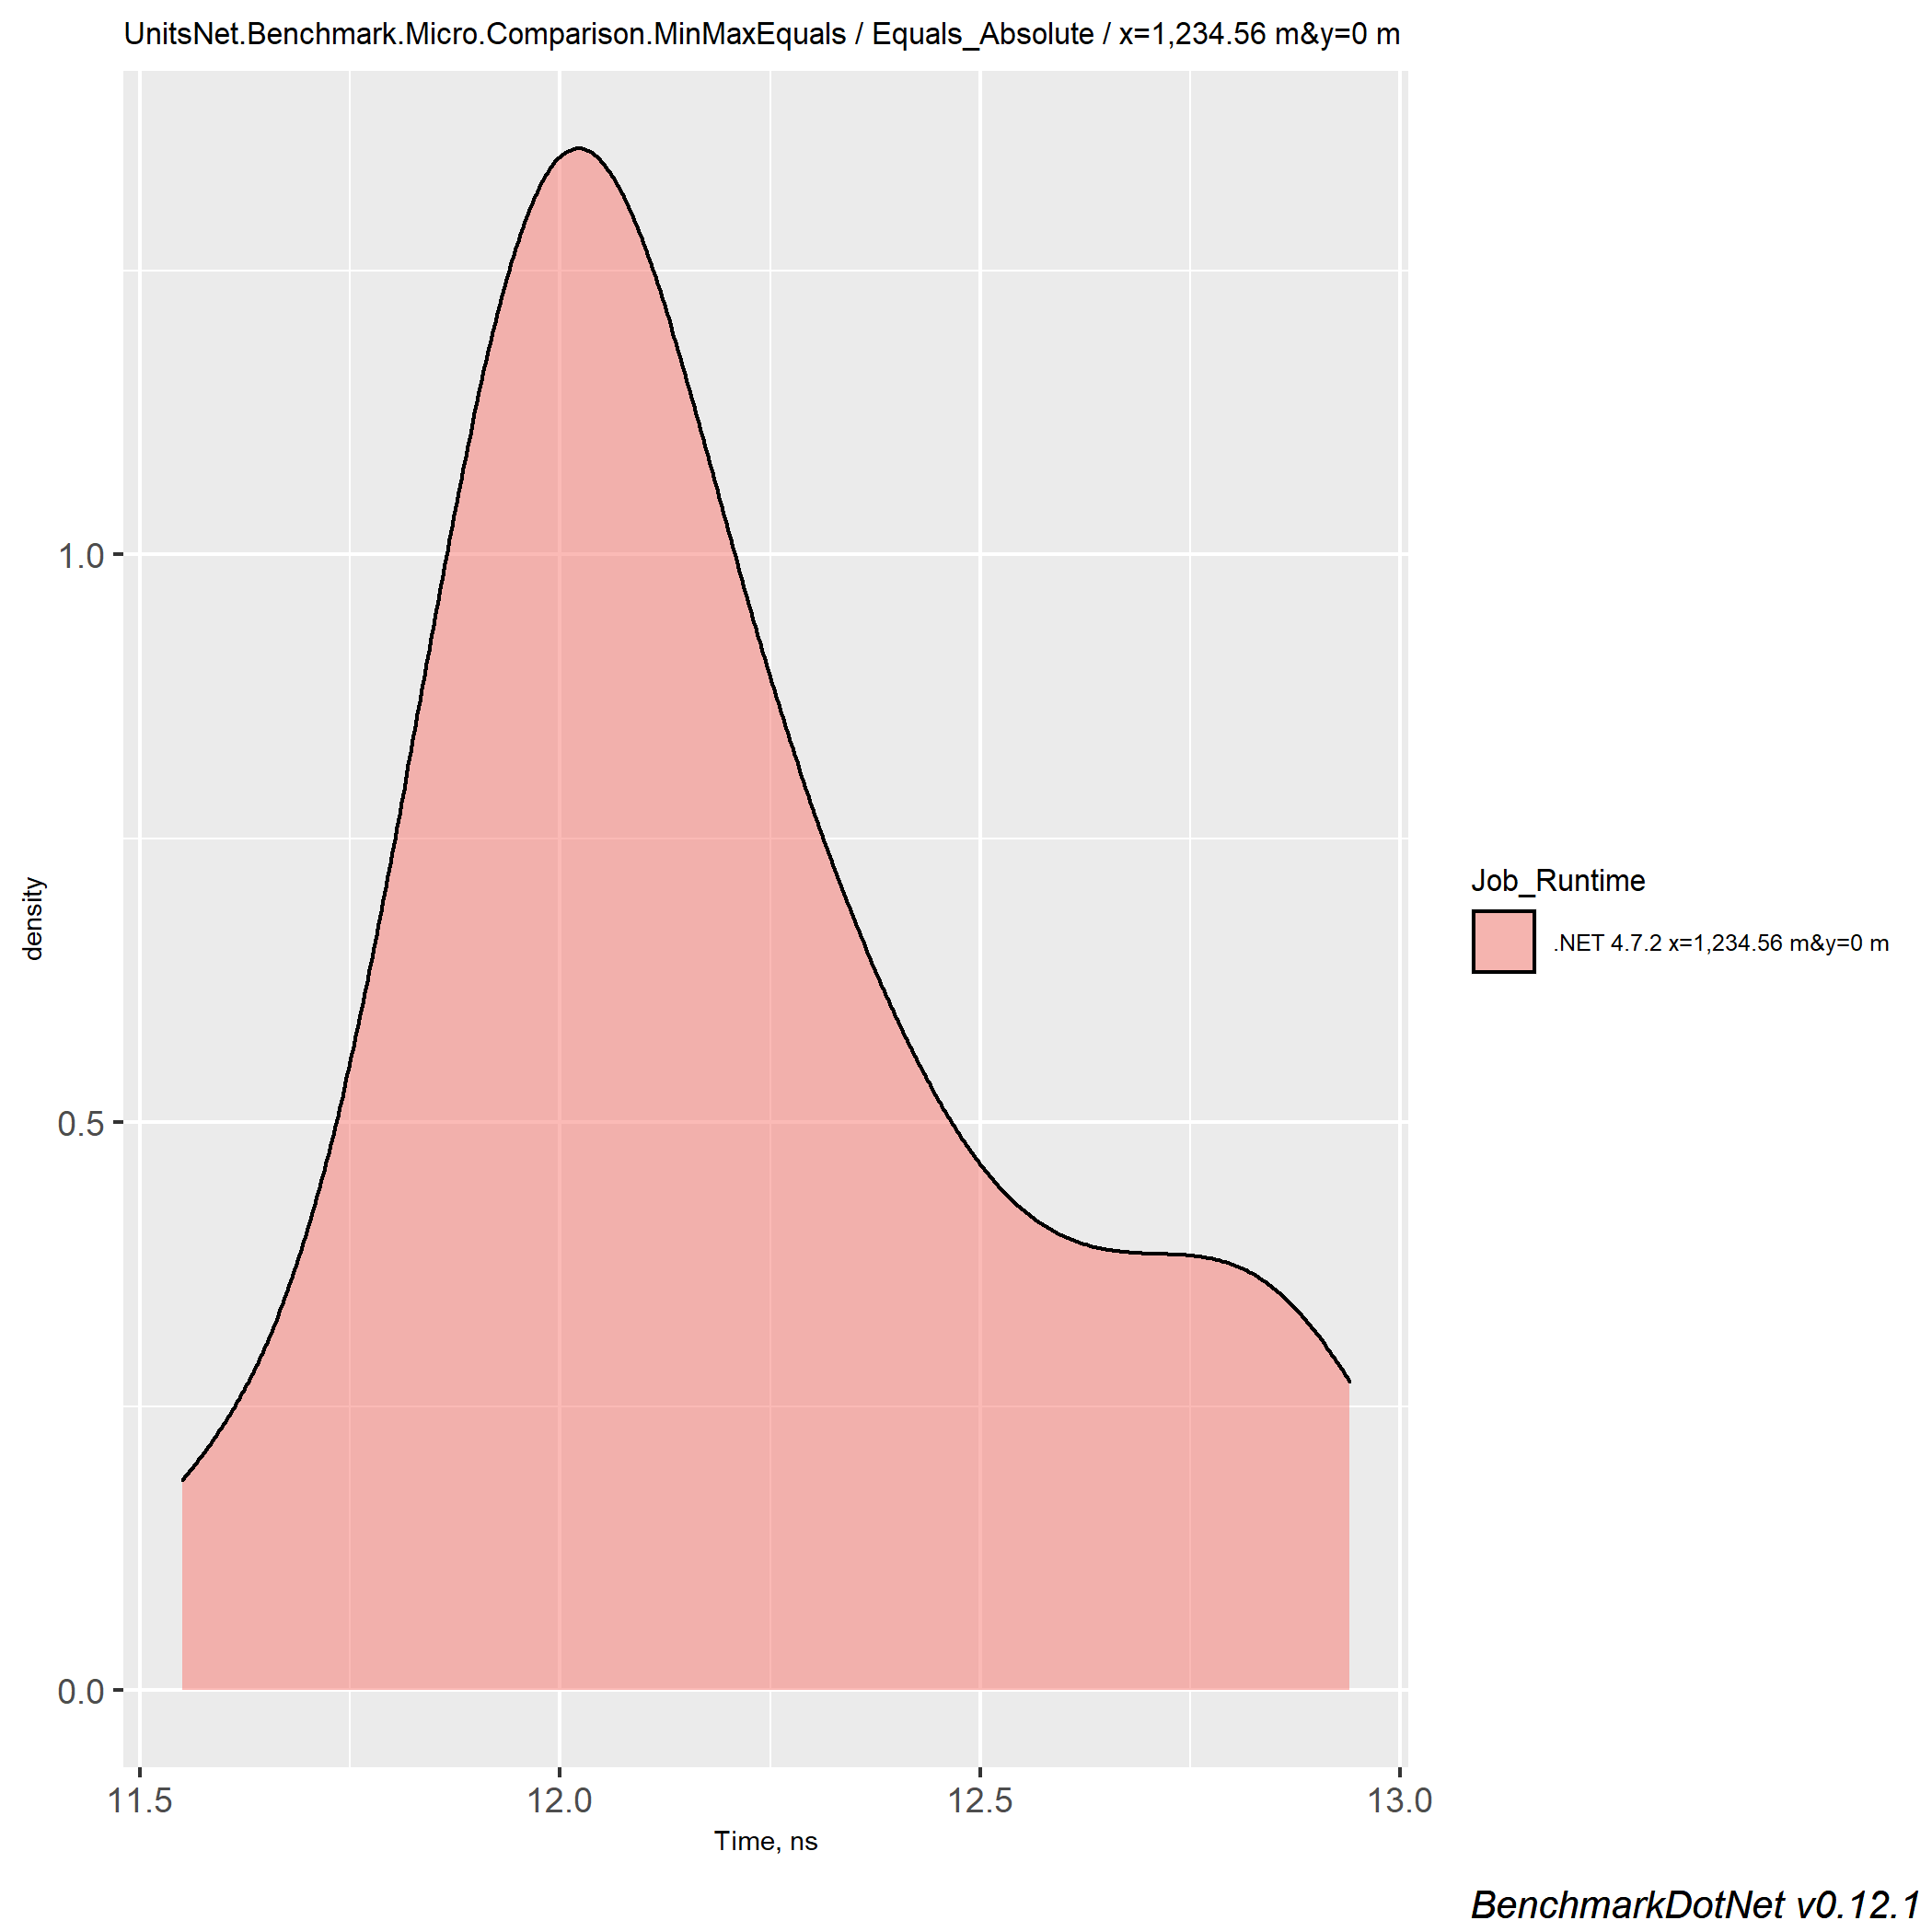 UnitsNet.Benchmark.Micro.Comparison.MinMaxEquals / Equals_Absolute / x=1,234.56 m&y=0 m
1.0
0.5
0.0
density
11.5 12.0 12.5 13.0
Time, ns
Job_Runtime
.NET 4.7.2 x=1,234.56 m&y=0 m
BenchmarkDotNet v0.12.1